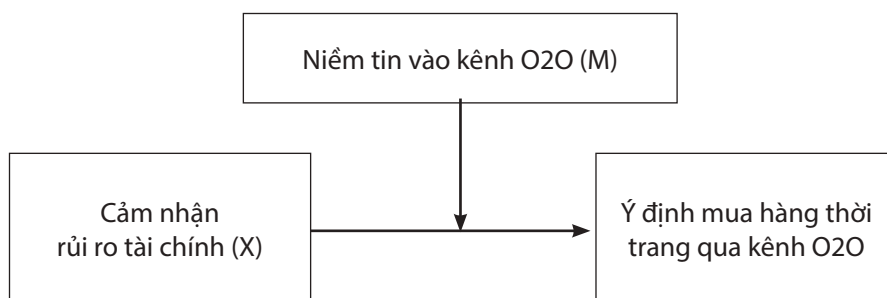 Niềm tin vào kênh O2O (M)
Cảm nhận
rủi ro tài chính (X)
Ý định mua hàng thời
trang qua kênh O2O